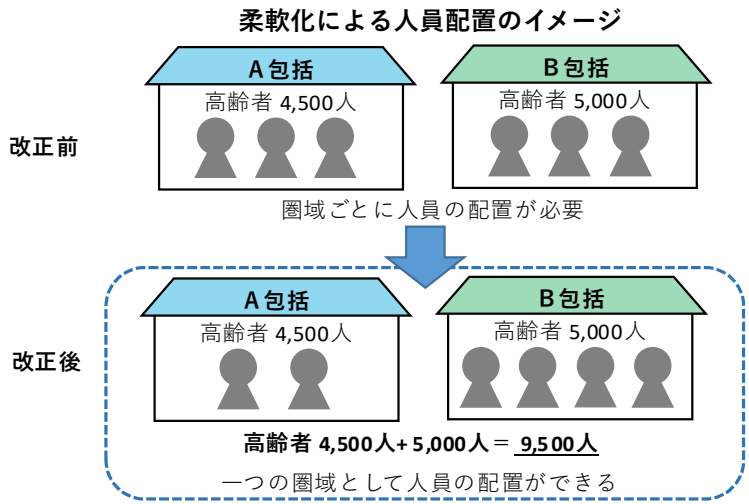 柔軟化による人員配置のイメージ
A包括
B包括
高齢者 4,500人
高齢者 5,000人
改正前
圏域ごとに人員の配置が必要
A包括
B包括
高齢者 4,500人
高齢者 5,000人
改正後
高齢者 4,500人+5,000人＝ 9,500人
一つの圏域として人員の配置ができる